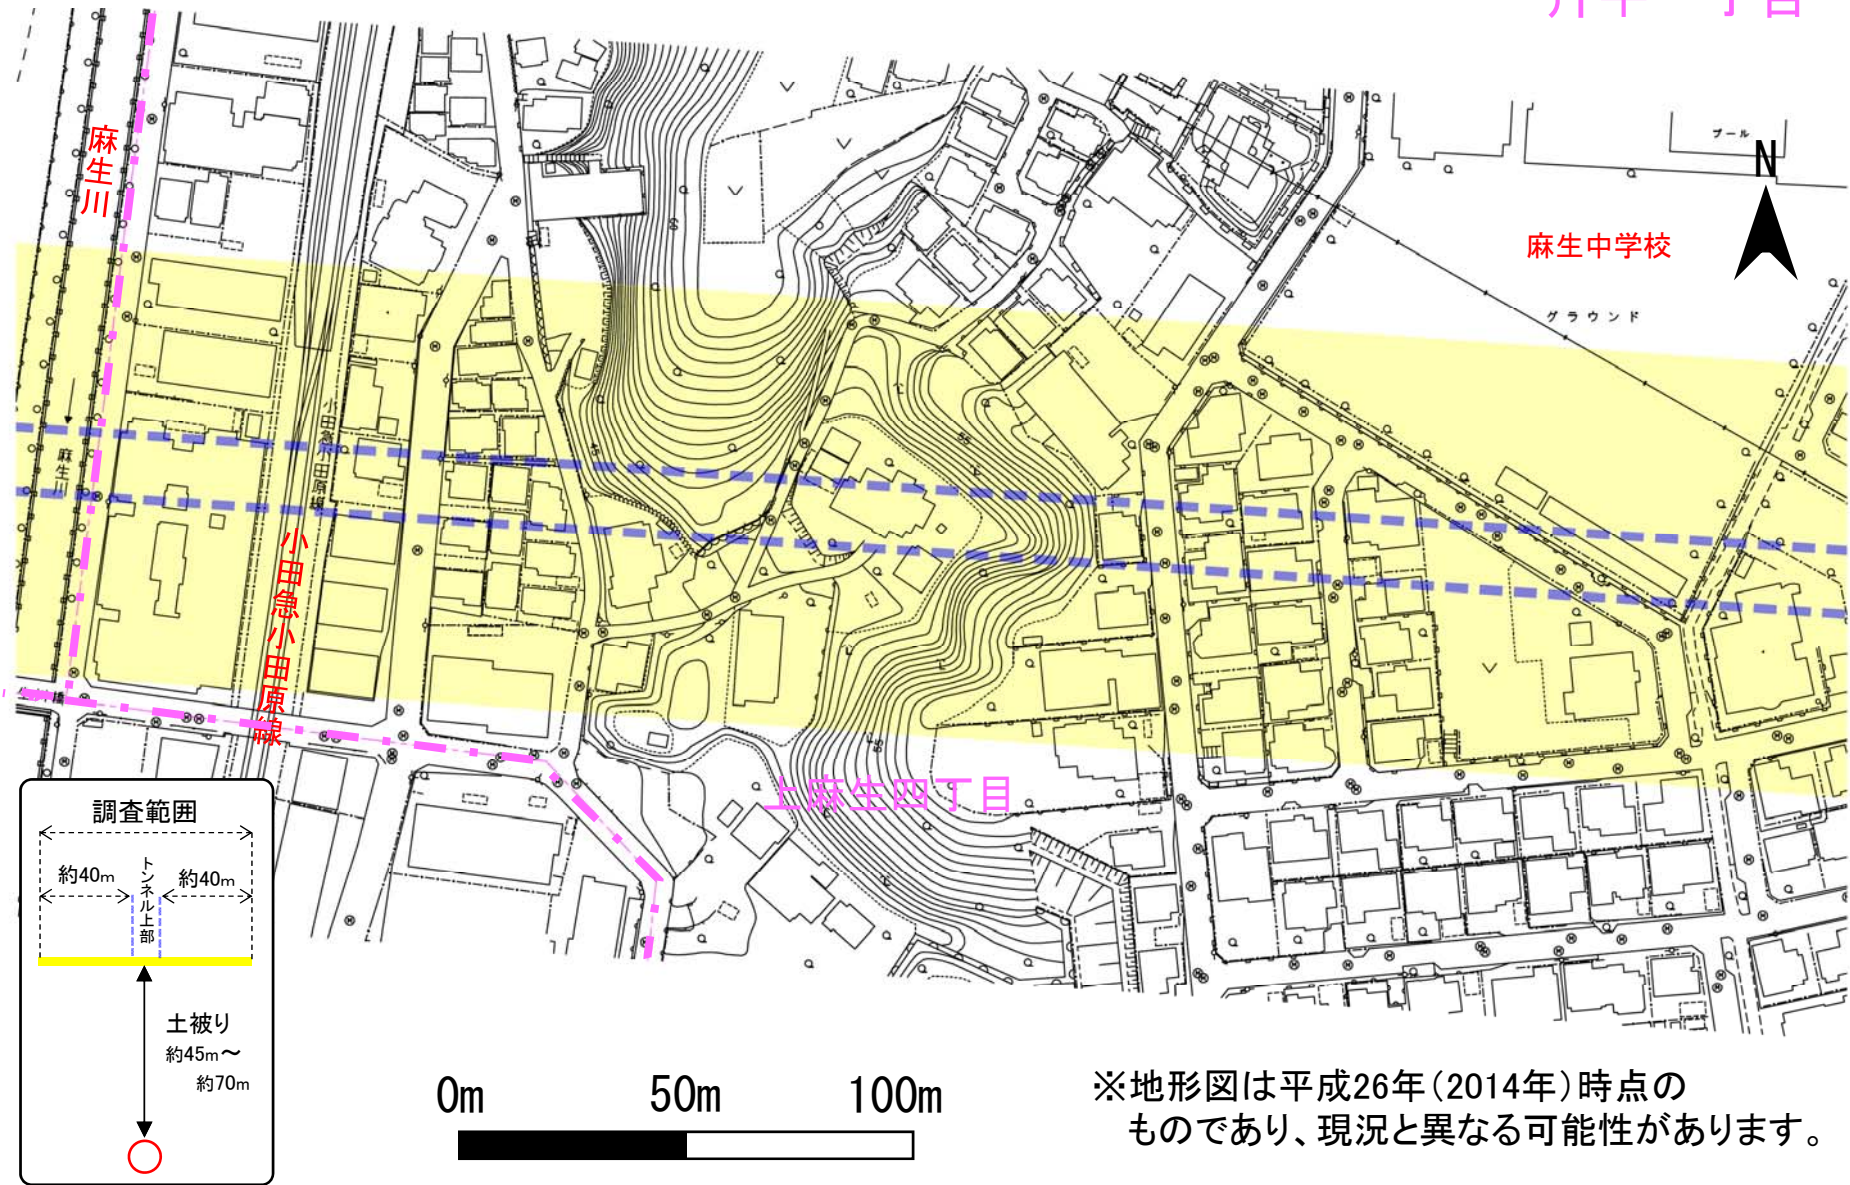 麻生川
プール
N
麻生中学校
グラウンド
麻生川
小田急小田原線
小田急小田原線
上麻生四丁目
45
55
55
調査範囲
約40m
トンネル上部
約40m
土被り
約45m～
約70m
0m
50m
100m
※地形図は平成26年(2014年)時点の
ものであり、現況と異なる可能性があります。